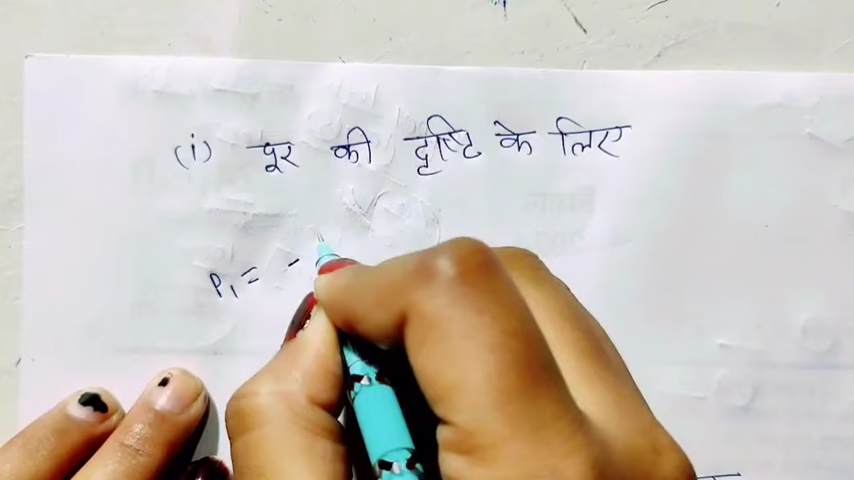 (i) दूर की दृष्टि के लिए
P₁ = -